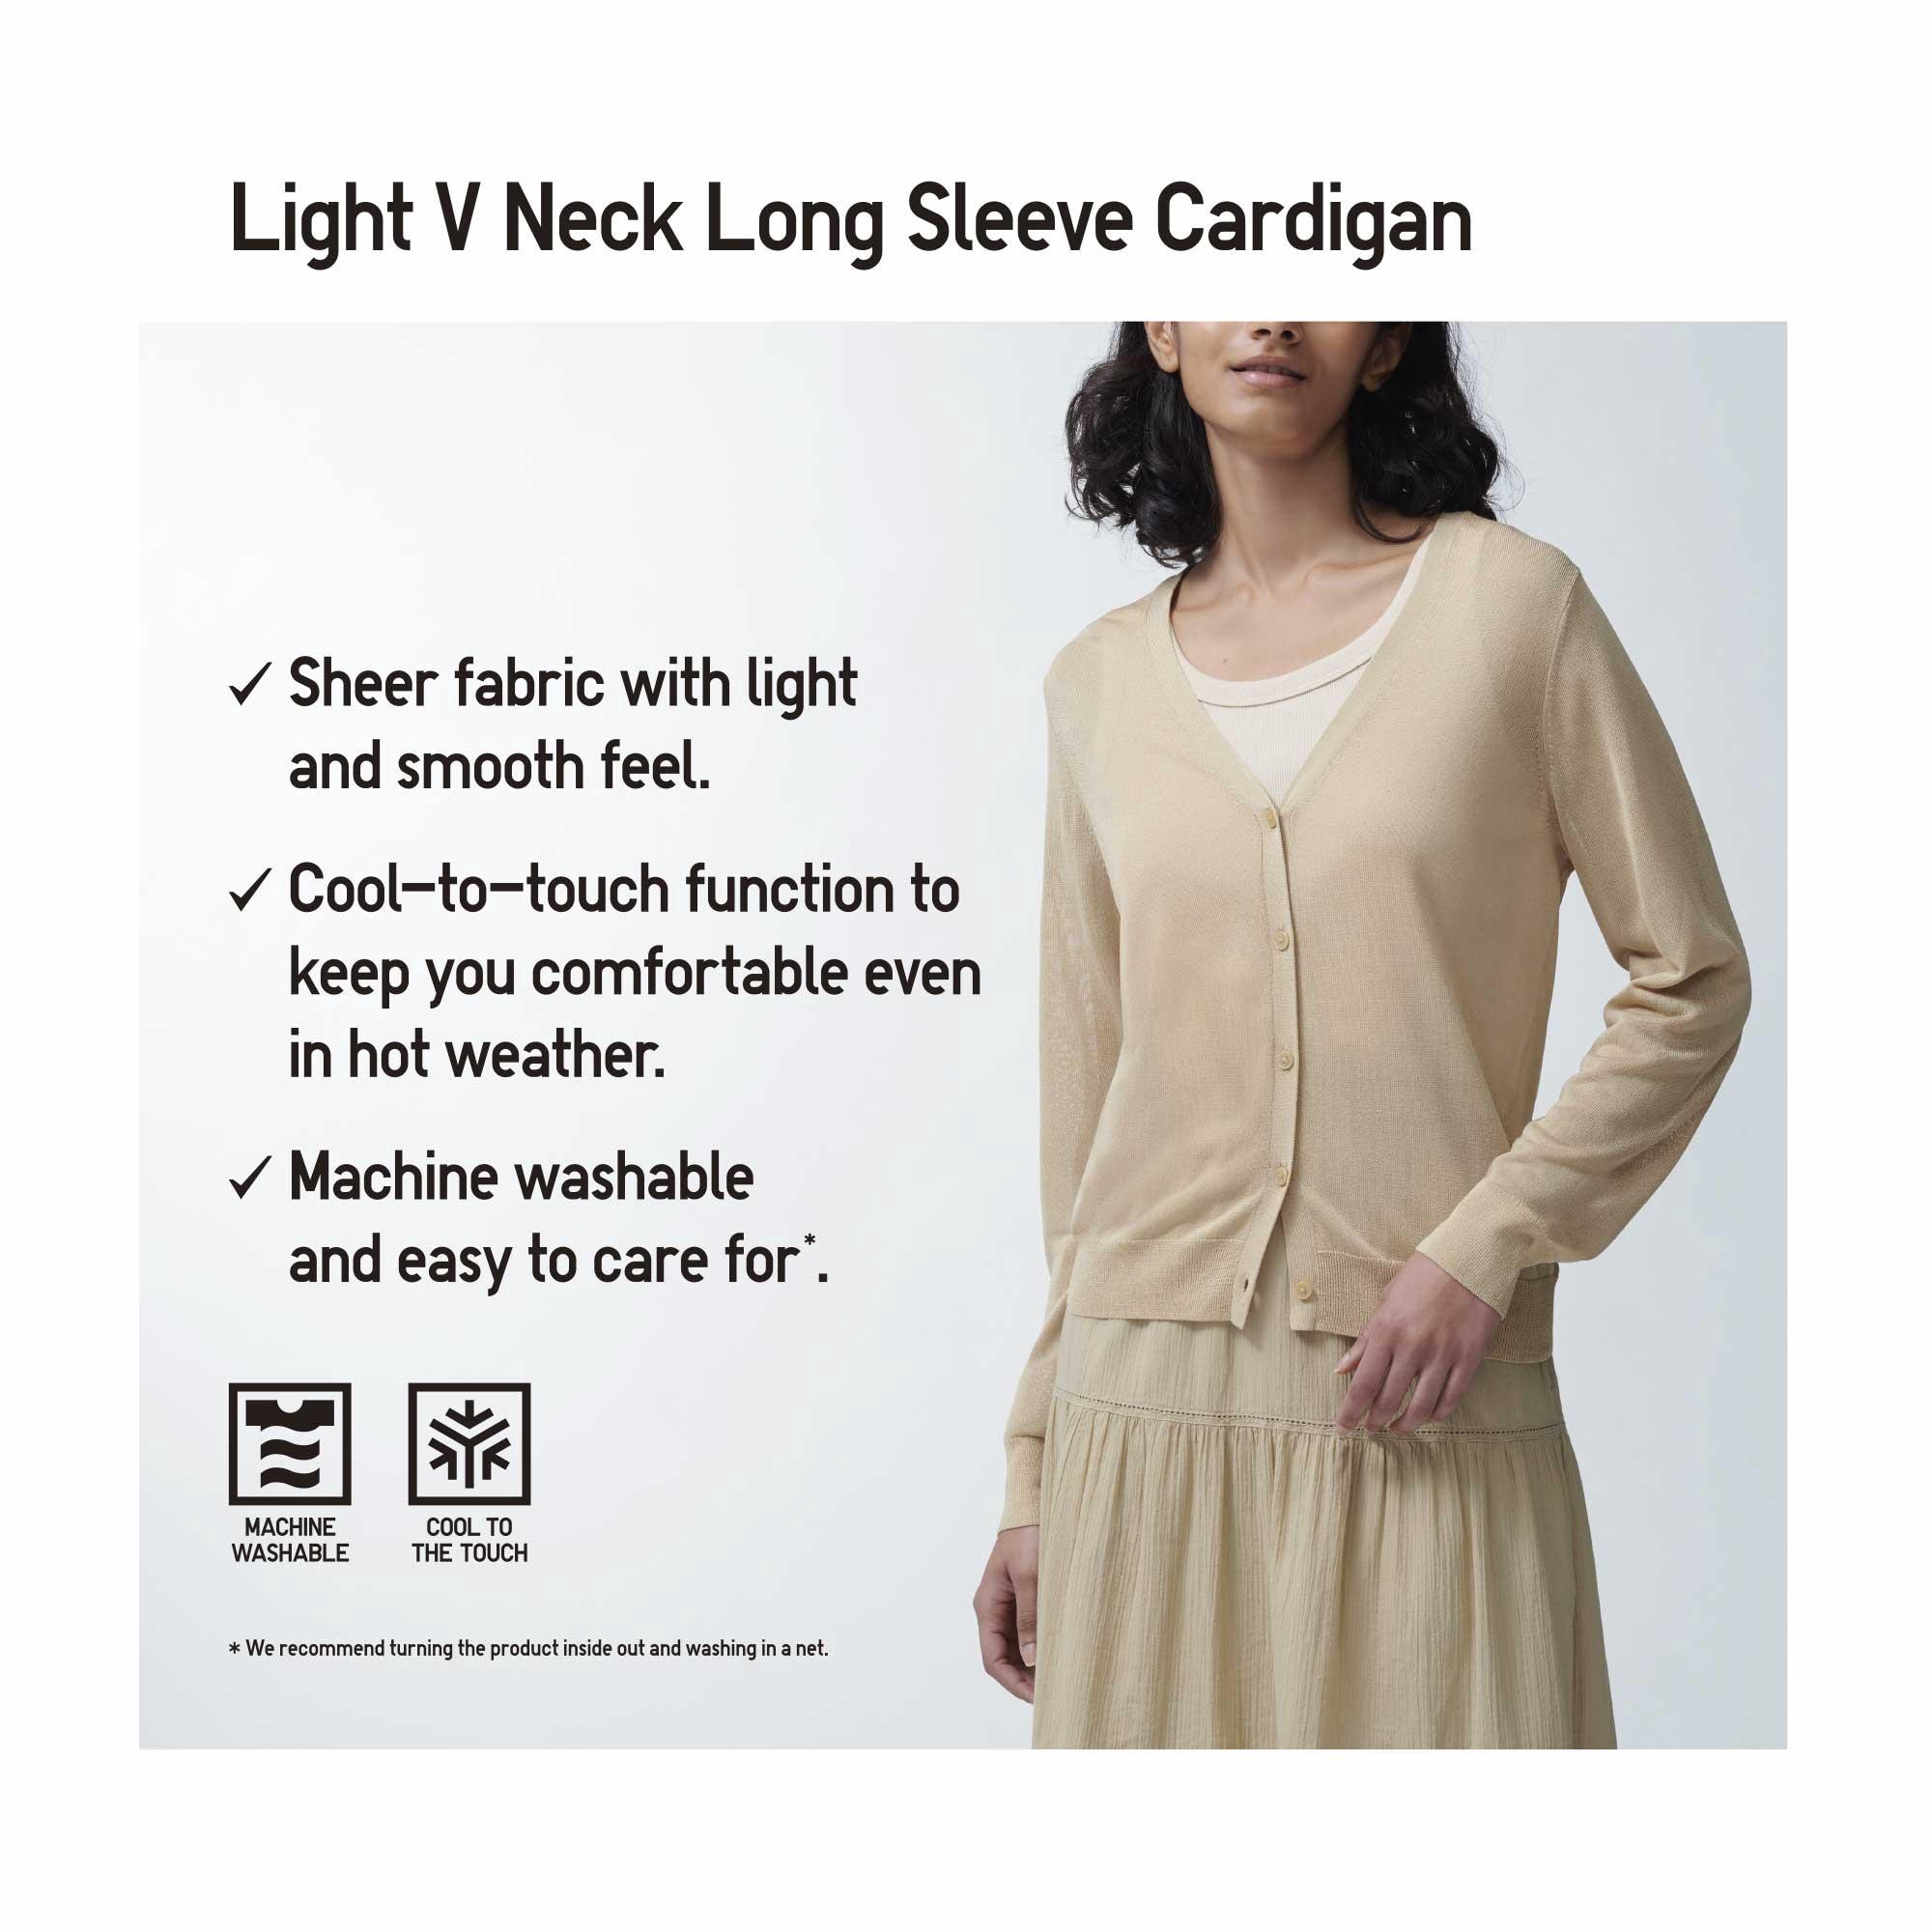 Light V Neck Long Sleeve Cardigan
✓ Sheer fabric with light
and smooth feel.
✓ Cool-to-touch function to
keep you comfortable even
in hot weather.
✓ Machine washable
and easy to care for*.
MACHINE
WASHABLE
COOL TO
THE TOUCH
* We recommend turning the product inside out and washing in a net.